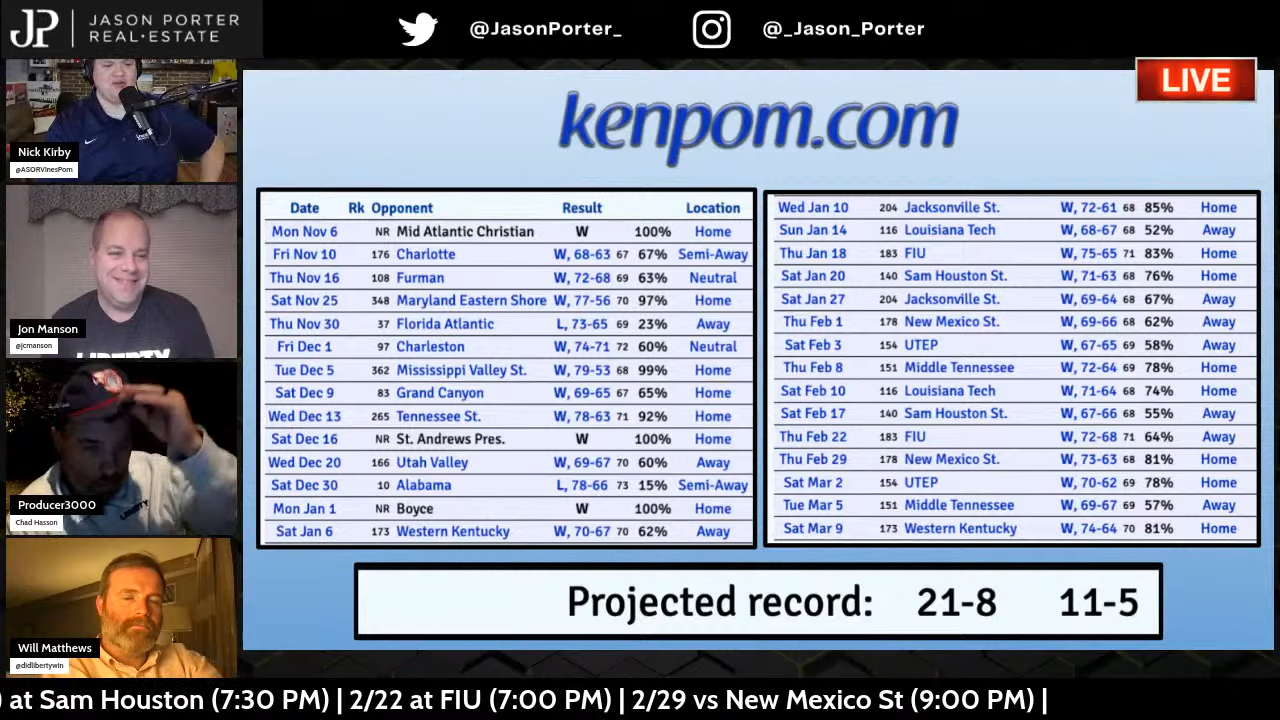 JP | JASON PORTER
REAL·ESTATE
@JasonPorter_
@_Jason_Porter
LIVE
Nick Kirby
@ASORVinesPom
Jon Manson
@jcmanson
LIBERTY
Producer3000
Chad Hasson
Will Matthews
@didlibertywin
kenpom.com
Date Rk Opponent Result Location
Mon Nov 6 NR Mid Atlantic Christian W 100% Home
Fri Nov 10 176 Charlotte W, 68-63 67 67% Semi-Away
Thu Nov 16 108 Furman W, 72-68 69 63% Neutral
Sat Nov 25 348 Maryland Eastern Shore W, 77-56 70 97% Home
Thu Nov 30 37 Florida Atlantic L, 73-65 69 23% Away
Fri Dec 1 97 Charleston W, 74-71 72 60% Neutral
Tue Dec 5 362 Mississippi Valley St. W, 79-53 68 99% Home
Sat Dec 9 83 Grand Canyon W, 69-65 67 65% Home
Wed Dec 13 265 Tennessee St. W, 78-63 71 92% Home
Sat Dec 16 NR St. Andrews Pres. W 100% Home
Wed Dec 20 166 Utah Valley W, 69-67 70 60% Away
Sat Dec 30 10 Alabama L, 78-66 73 15% Semi-Away
Mon Jan 1 NR Boyce W 100% Home
Sat Jan 6 173 Western Kentucky W, 70-67 70 62% Away
Wed Jan 10 204 Jacksonville St. W, 72-61 68 85% Home
Sun Jan 14 116 Louisiana Tech W, 68-67 68 52% Away
Thu Jan 18 183 FIU W, 75-65 71 83% Home
Sat Jan 20 140 Sam Houston St. W, 71-63 68 76% Home
Sat Jan 27 204 Jacksonville St. W, 69-64 68 67% Away
Thu Feb 1 178 New Mexico St. W, 69-66 68 62% Away
Sat Feb 3 154 UTEP W, 67-65 69 58% Away
Thu Feb 8 151 Middle Tennessee W, 72-64 69 78% Home
Sat Feb 10 116 Louisiana Tech W, 71-64 68 74% Home
Sat Feb 17 140 Sam Houston St. W, 67-66 68 55% Away
Thu Feb 22 183 FIU W, 72-68 71 64% Away
Thu Feb 29 178 New Mexico St. W, 73-63 68 81% Home
Sat Mar 2 154 UTEP W, 70-62 69 78% Home
Tue Mar 5 151 Middle Tennessee W, 69-67 69 57% Away
Sat Mar 9 173 Western Kentucky W, 74-64 70 81% Home
Projected record: 21-8 11-5
) at Sam Houston (7:30 PM) | 2/22 at FIU (7:00 PM) | 2/29 vs New Mexico St (9:00 PM) |